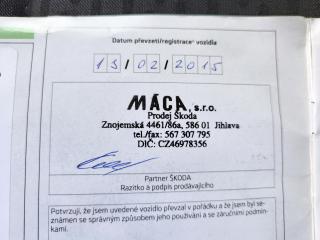 Datum převzetí/registrace* vozidla
13/02/2015
MÁCA, s.r.o.
Prodej Škoda
Znojemská 4461/86a, 586 01 Jihlava
tel./fax: 567 307 795
DIČ: CZ46978356
Partner ŠKODA
Razítko a podpis prodávajícího
Potvrzuji, že jsem uvedené vozidlo převzal v pořádku a že jsem byl se-
známen se správným způsobem jeho používání a se záručními podmín-
kami.